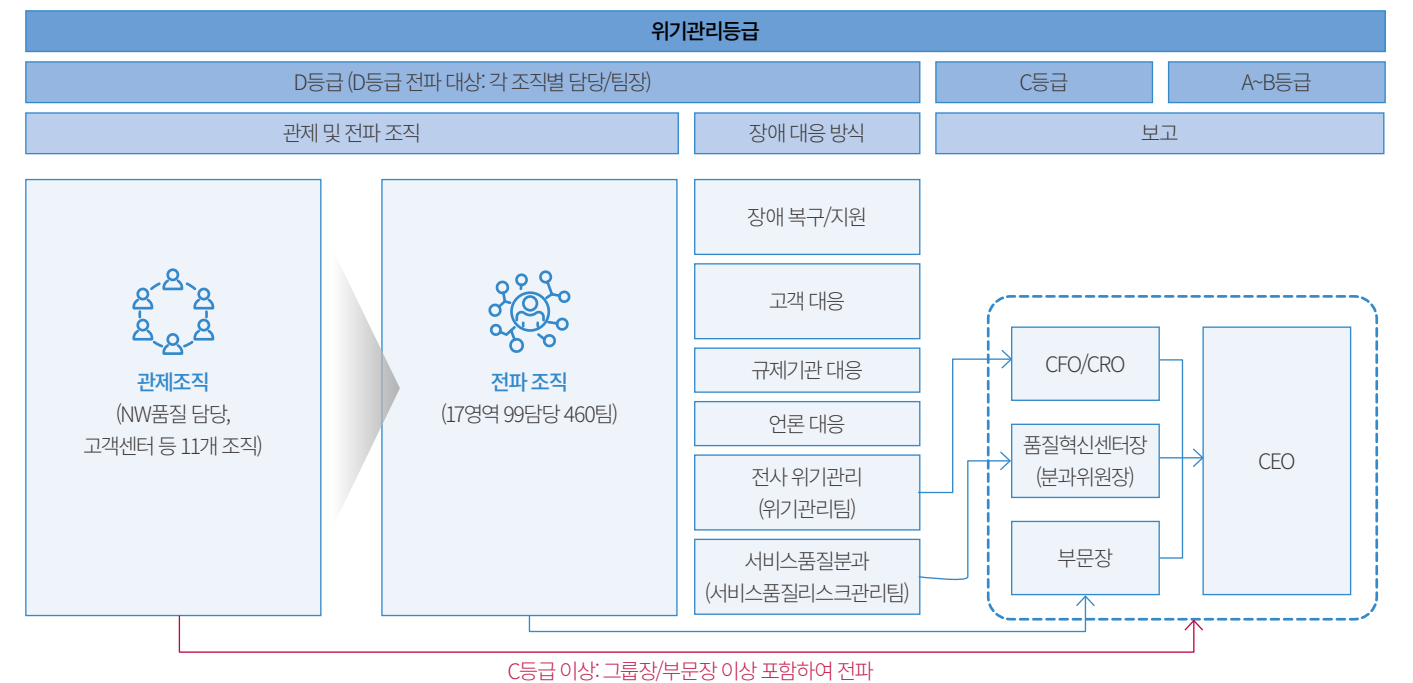 위기관리등급
D등급 (D등급 전파 대상: 각 조직별 담당/팀장)
C등급
A~B등급
관제 및 전파 조직
장애 대응 방식
보고
관제조직
(NW품질 담당,
고객센터 등 11개 조직)
전파 조직
(17영역 99담당 460팀)
장애 복구/지원
고객 대응
규제기관 대응
언론 대응
전사 위기관리
(위기관리팀)
서비스품질분과
(서비스품질리스크관리팀)
CFO/CRO
품질혁신센터장
(분과위원장)
부문장
CEO
C등급 이상: 그룹장/부문장 이상 포함하여 전파